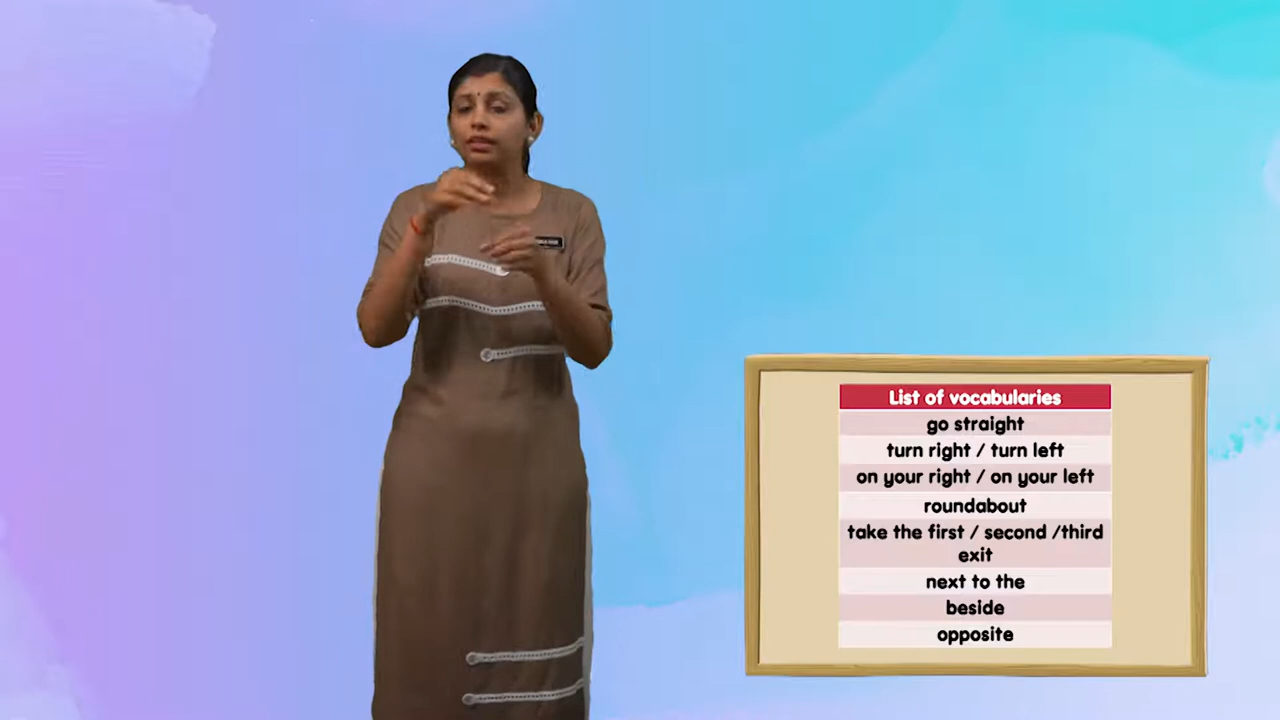 List of vocabularies
go straight
turn right / turn left
on your right / on your left
roundabout
take the first / second /third
exit
next to the
beside
opposite